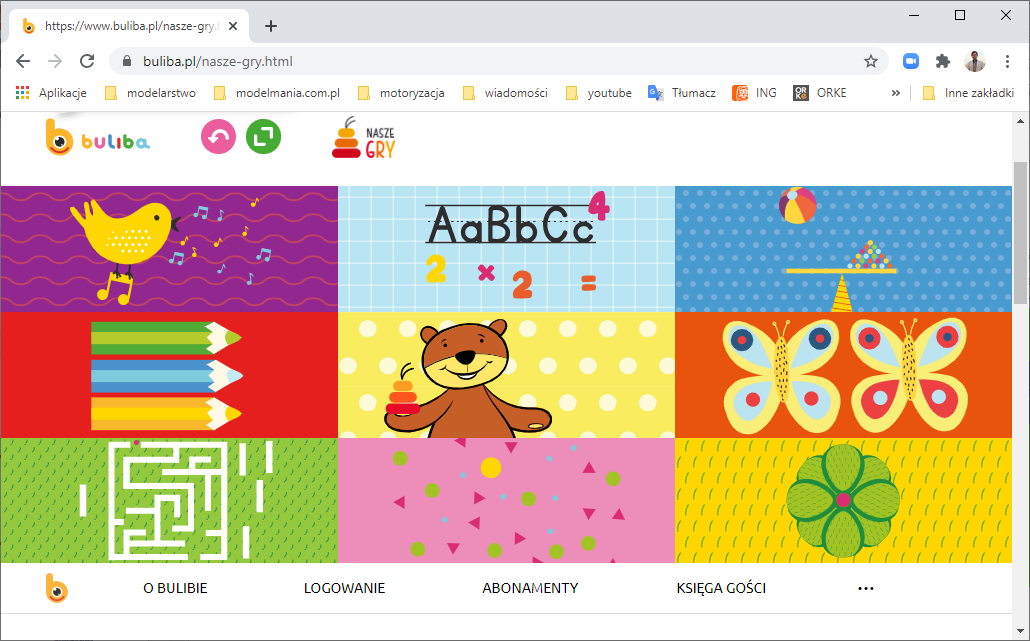 https://www.buliba.pl/nasze-gry.
buliba.pl/nasze-gry.html
Aplikacje modelarstwo modelmania.com.pl motoryzacja wiadomości youtube Tłumacz ING ORKE » Inne zakładki
buliba
NASZE
GRY
AaBbCc 4
2 × 2 =
O BULIBIE LOGOWANIE ABONAMENTY KSIĘGA GOŚCI ...